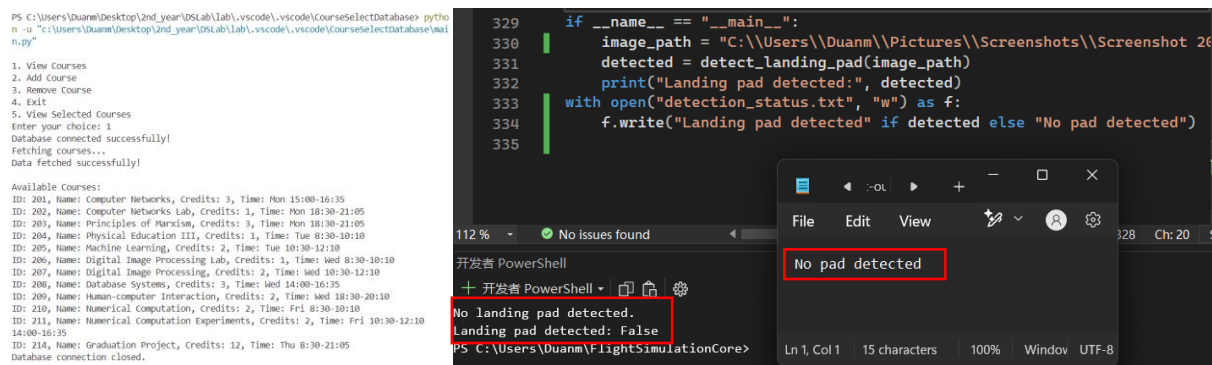 PS C:\Users\Duanm\Desktop\2nd_year\DSLab\lab\.vscode\.vscode\CourseSelectDatabase> pytho
n -u "c:\Users\Duanm\Desktop\2nd_year\DSLab\lab\.vscode\.vscode\CourseSelectDatabase\mai
n.py"
1. View Courses
2. Add Course
3. Remove Course
4. Exit
5. View Selected Courses
Enter your choice: 1
Database connected successfully!
Fetching courses...
Data fetched successfully!
Available Courses:
ID: 201, Name: Computer Networks, Credits: 3, Time: Mon 15:00-16:35
ID: 202, Name: Computer Networks Lab, Credits: 1, Time: Mon 18:30-21:05
ID: 203, Name: Principles of Marxism, Credits: 3, Time: Mon 18:30-21:05
ID: 204, Name: Physical Education III, Credits: 1, Time: Tue 8:30-10:10
ID: 205, Name: Machine Learning, Credits: 2, Time: Tue 10:30-12:10
ID: 206, Name: Digital Image Processing Lab, Credits: 1, Time: Wed 8:30-10:10
ID: 207, Name: Digital Image Processing, Credits: 2, Time: Wed 10:30-12:10
ID: 208, Name: Database Systems, Credits: 3, Time: Wed 14:00-16:35
ID: 209, Name: Human-computer Interaction, Credits: 2, Time: Wed 18:30-20:10
ID: 210, Name: Numerical Computation, Credits: 2, Time: Fri 8:30-10:10
ID: 211, Name: Numerical Computation Experiments, Credits: 2, Time: Fri 10:30-12:10
14:00-16:35
ID: 214, Name: Graduation Project, Credits: 12, Time: Thu 8:30-21:05
Database connection closed.
329 if __name__ == "__main__":
330 image_path = "C:\\Users\\Duanm\\Pictures\\Screenshots\\Screenshot 20
331 detected = detect_landing_pad(image_path)
332 print("Landing pad detected:", detected)
333 with open("detection_status.txt", "w") as f:
334 f.write("Landing pad detected" if detected else "No pad detected")
335
112 % No issues found 328 Ch: 20
开发者 PowerShell
+ 开发者 PowerShell
No landing pad detected.
Landing pad detected: False
PS C:\Users\Duanm\FlightSimulationCore>
File Edit View
No pad detected
Ln 1, Col 1 15 characters 100% Window UTF-8